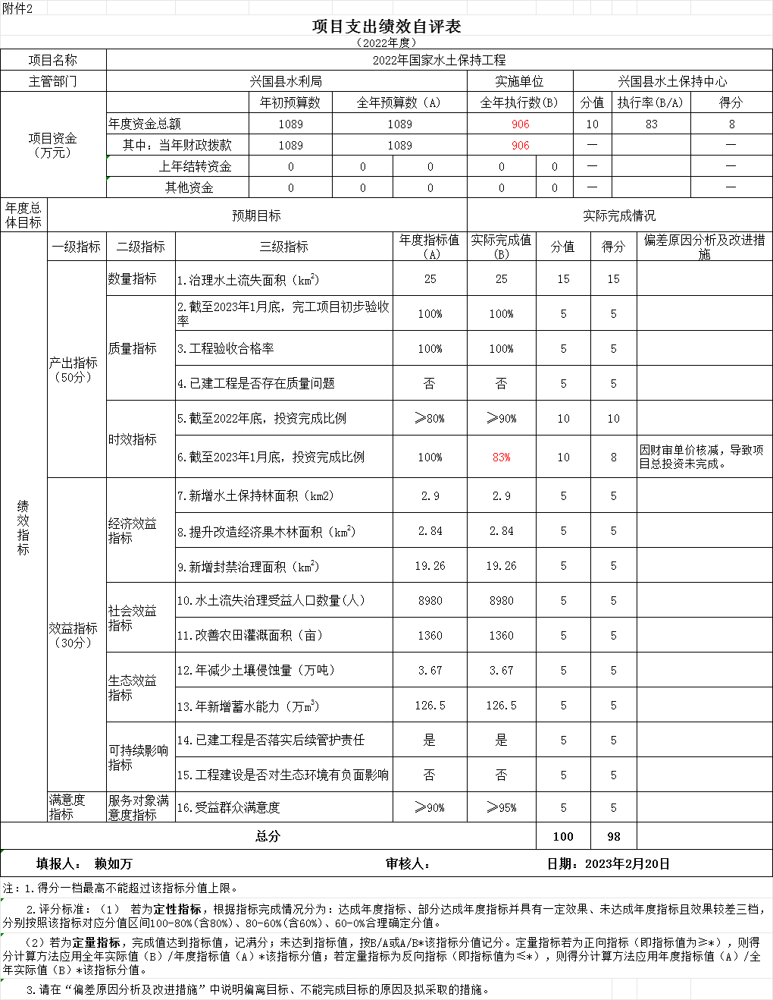 附件2
项目支出绩效自评表
（2022年度）
项目名称 2022年国家水土保持工程
主管部门 兴国县水利局 实施单位 兴国县水土保持中心
项目资金
（万元）
年初预算数 全年预算数（A） 全年执行数(B) 分值 执行率(B/A) 得分
年度资金总额 1089 1089 906 10 83 8
其中：当年财政拨款 1089 1089 906 — —
上年结转资金 0 0 0 0 0 — —
其他资金 0 0 0 0 0 — —
年度总
体目标
预期目标 实际完成情况
绩
效
指
标
一级指标 二级指标 三级指标 年度指标值
(A) 实际完成值
(B) 分值 得分 偏差原因分析及改进措
施
产出指标
（50分）
数量指标 1.治理水土流失面积（km²） 25 25 15 15
质量指标
2.截至2023年1月底，完工项目初步验收
率 100% 100% 5 5
3.工程验收合格率 100% 100% 5 5
4.已建工程是否存在质量问题 否 否 5 5
时效指标
5.截至2022年底，投资完成比例 ≥80% ≥90% 10 10
6.截至2023年1月底，投资完成比例 100% 83% 10 8 因财审单价核减，导致项
目总投资未完成。
效益指标
（30分）
经济效益
指标
7.新增水土保持林面积（km2） 2.9 2.9 5 5
8.提升改造经济果木林面积（km²） 2.84 2.84 5 5
9.新增封禁治理面积（km²） 19.26 19.26 5 5
社会效益
指标
10.水土流失治理受益人口数量(人） 8980 8980 5 5
11.改善农田灌溉面积（亩） 1360 1360 5 5
生态效益
指标
12.年减少土壤侵蚀量（万吨） 3.67 3.67 5 5
13.年新增蓄水能力（万m³） 126.5 126.5 5 5
可持续影响
指标
14.已建工程是否落实后续管护责任 是 是 5 5
15.工程建设是否对生态环境有负面影响 否 否 5 5
满意度
指标
服务对象满
意度指标
16.受益群众满意度 ≥90% ≥95% 5 5
总分 100 98
填报人： 赖如万 审核人： 日期：2023年2月20日
注：1.得分一档最高不能超过该指标分值上限。
2.评分标准：（1） 若为定性指标，根据指标完成情况分为：达成年度指标、部分达成年度指标并具有一定效果、未达成年度指标且效果较差三档，
分别按照该指标对应分值区间100-80%(含80%)、80-60%(含60%)、60-0%合理确定分值。
（2）若为定量指标，完成值达到指标值，记满分；未达到指标值，按B/A或A/B*该指标分值记分。定量指标若为正向指标（即指标值为≥*），则得
分计算方法应用全年实际值（B）/年度指标值（A）*该指标分值；若定量指标为反向指标（即指标值为≤*），则得分计算方法应用年度指标值（A）/全
年实际值（B）*该指标分值。
3.请在“偏差原因分析及改进措施”中说明偏离目标、不能完成目标的原因及拟采取的措施。